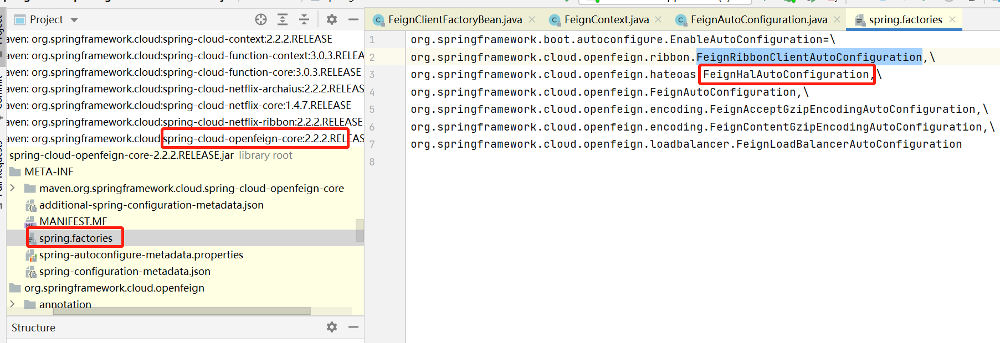 Project
FeignClientFactoryBean.java
FeignContext.java
FeignAutoConfiguration.java
spring.factories
aven: org.springframework.cloud:spring-cloud-context:2.2.2.RELEASE
aven: org.springframework.cloud:spring-cloud-function-context:3.0.3.RELEA
aven: org.springframework.cloud:spring-cloud-function-core:3.0.3.RELEASE
aven: org.springframework.cloud:spring-cloud-netflix-archaius:2.2.2.RELEAS
aven: org.springframework.cloud:spring-cloud-netflix-core:1.4.7.RELEASE
aven: org.springframework.cloud:spring-cloud-netflix-ribbon:2.2.2.RELEASE
aven: org.springframework.cloud:spring-cloud-openfeign-core:2.2.2.RELEAS
spring-cloud-openfeign-core-2.2.2.RELEASE.jar library root
META-INF
maven.org.springframework.cloud.spring-cloud-openfeign-core
additional-spring-configuration-metadata.json
MANIFEST.MF
spring.factories
spring-autoconfigure-metadata.properties
spring-configuration-metadata.json
org.springframework.cloud.openfeign
annotation
Structure
1 org.springframework.boot.autoconfigure.EnableAutoConfiguration=\
2 org.springframework.cloud.openfeign.ribbon.FeignRibbonClientAutoConfiguration,\
3 org.springframework.cloud.openfeign.hateoas.FeignHalAutoConfiguration,\
4 org.springframework.cloud.openfeign.FeignAutoConfiguration,\
5 org.springframework.cloud.openfeign.encoding.FeignAcceptGzipEncodingAutoConfiguration,\
6 org.springframework.cloud.openfeign.encoding.FeignContentGzipEncodingAutoConfiguration,\
7 org.springframework.cloud.openfeign.loadbalancer.FeignLoadBalancerAutoConfiguration
8